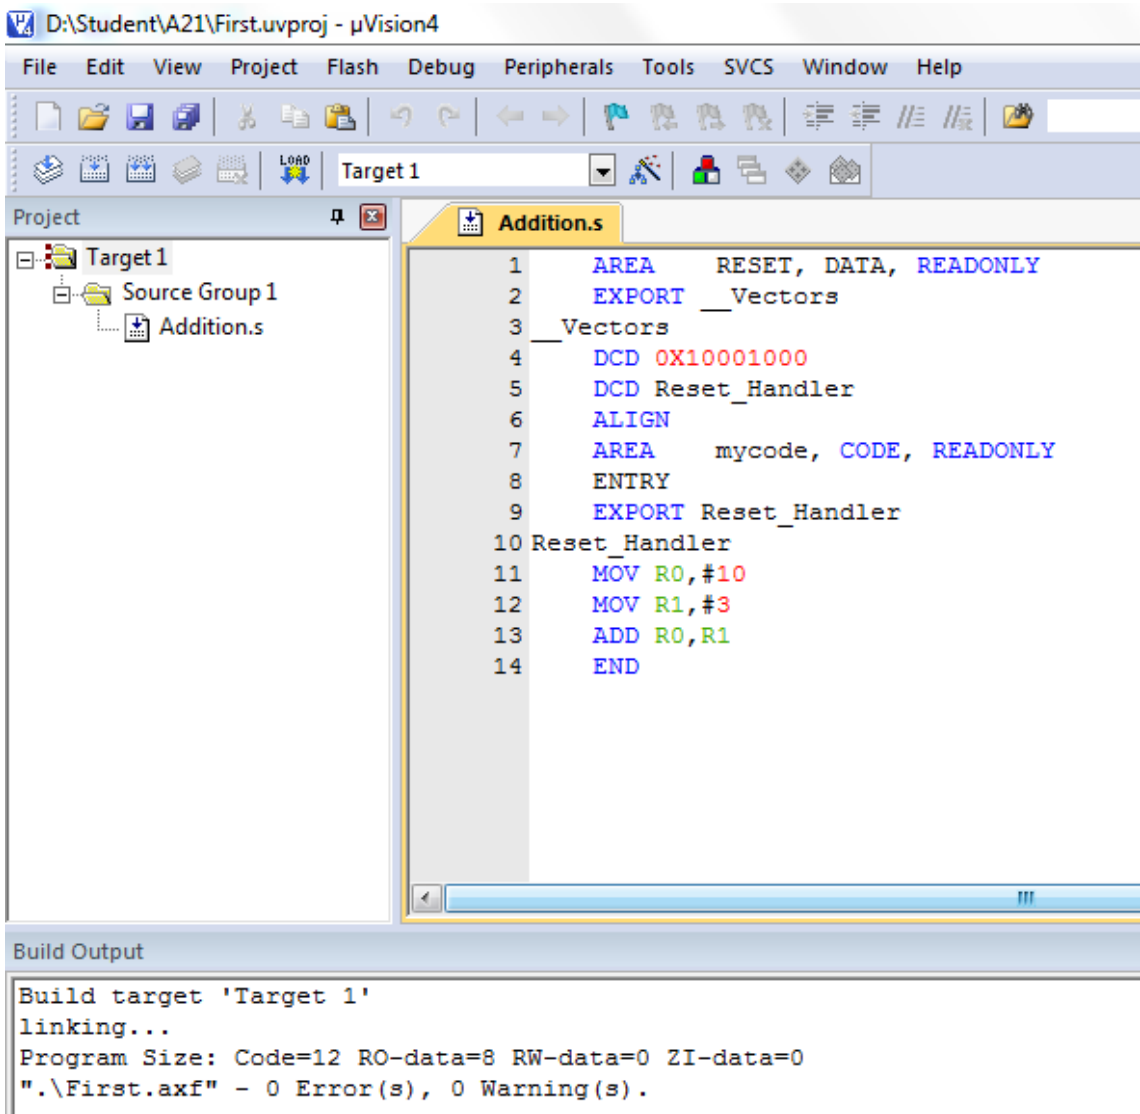 D:\Student\A21\First.uvproj - µVision4
File Edit View Project Flash Debug Peripherals Tools SVCS Window Help
LOAD Target 1
Project
Addition.s
Target 1
Source Group 1
Addition.s
1 AREA RESET, DATA, READONLY
2 EXPORT __Vectors
3 __Vectors
4 DCD 0X10001000
5 DCD Reset_Handler
6 ALIGN
7 AREA mycode, CODE, READONLY
8 ENTRY
9 EXPORT Reset_Handler
10 Reset_Handler
11 MOV R0,#10
12 MOV R1,#3
13 ADD R0,R1
14 END
Build Output
Build target 'Target 1'
linking...
Program Size: Code=12 RO-data=8 RW-data=0 ZI-data=0
".\First.axf" - 0 Error(s), 0 Warning(s).